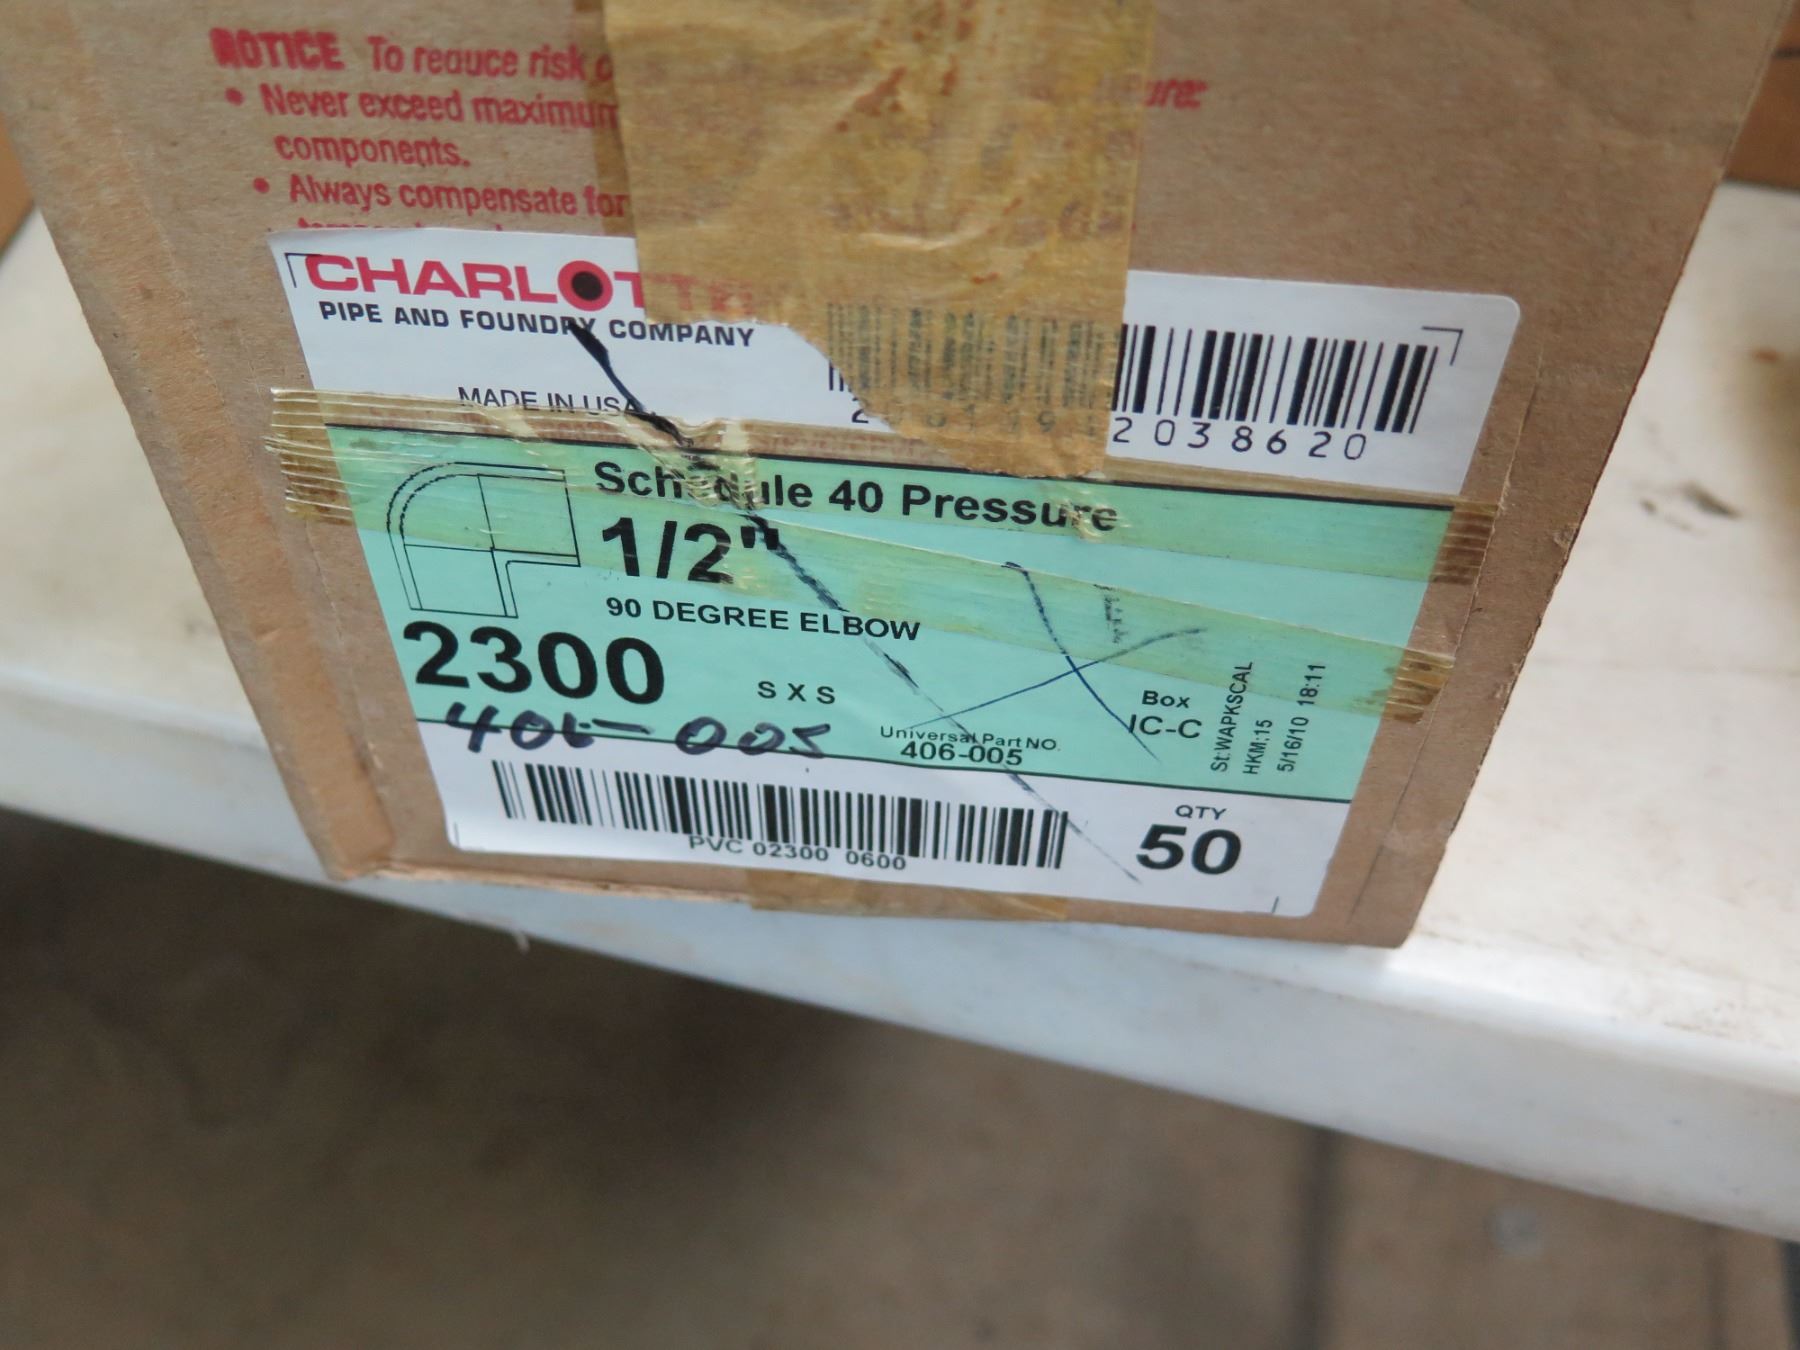 NOTICE To reduce risk
• Never exceed maximum
components.
• Always compensate for
CHARLOTTE
PIPE AND FOUNDRY COMPANY
MADE IN USA
2038620
Schedule 40 Pressure
1/2"
90 DEGREE ELBOW
2300
S X S
406-005
Universal Part NO.
406-005
Box
IC-C
St:WAPKSCAL
HKM:15
5/16/10 18:11
PVC 02300 0600
QTY
50